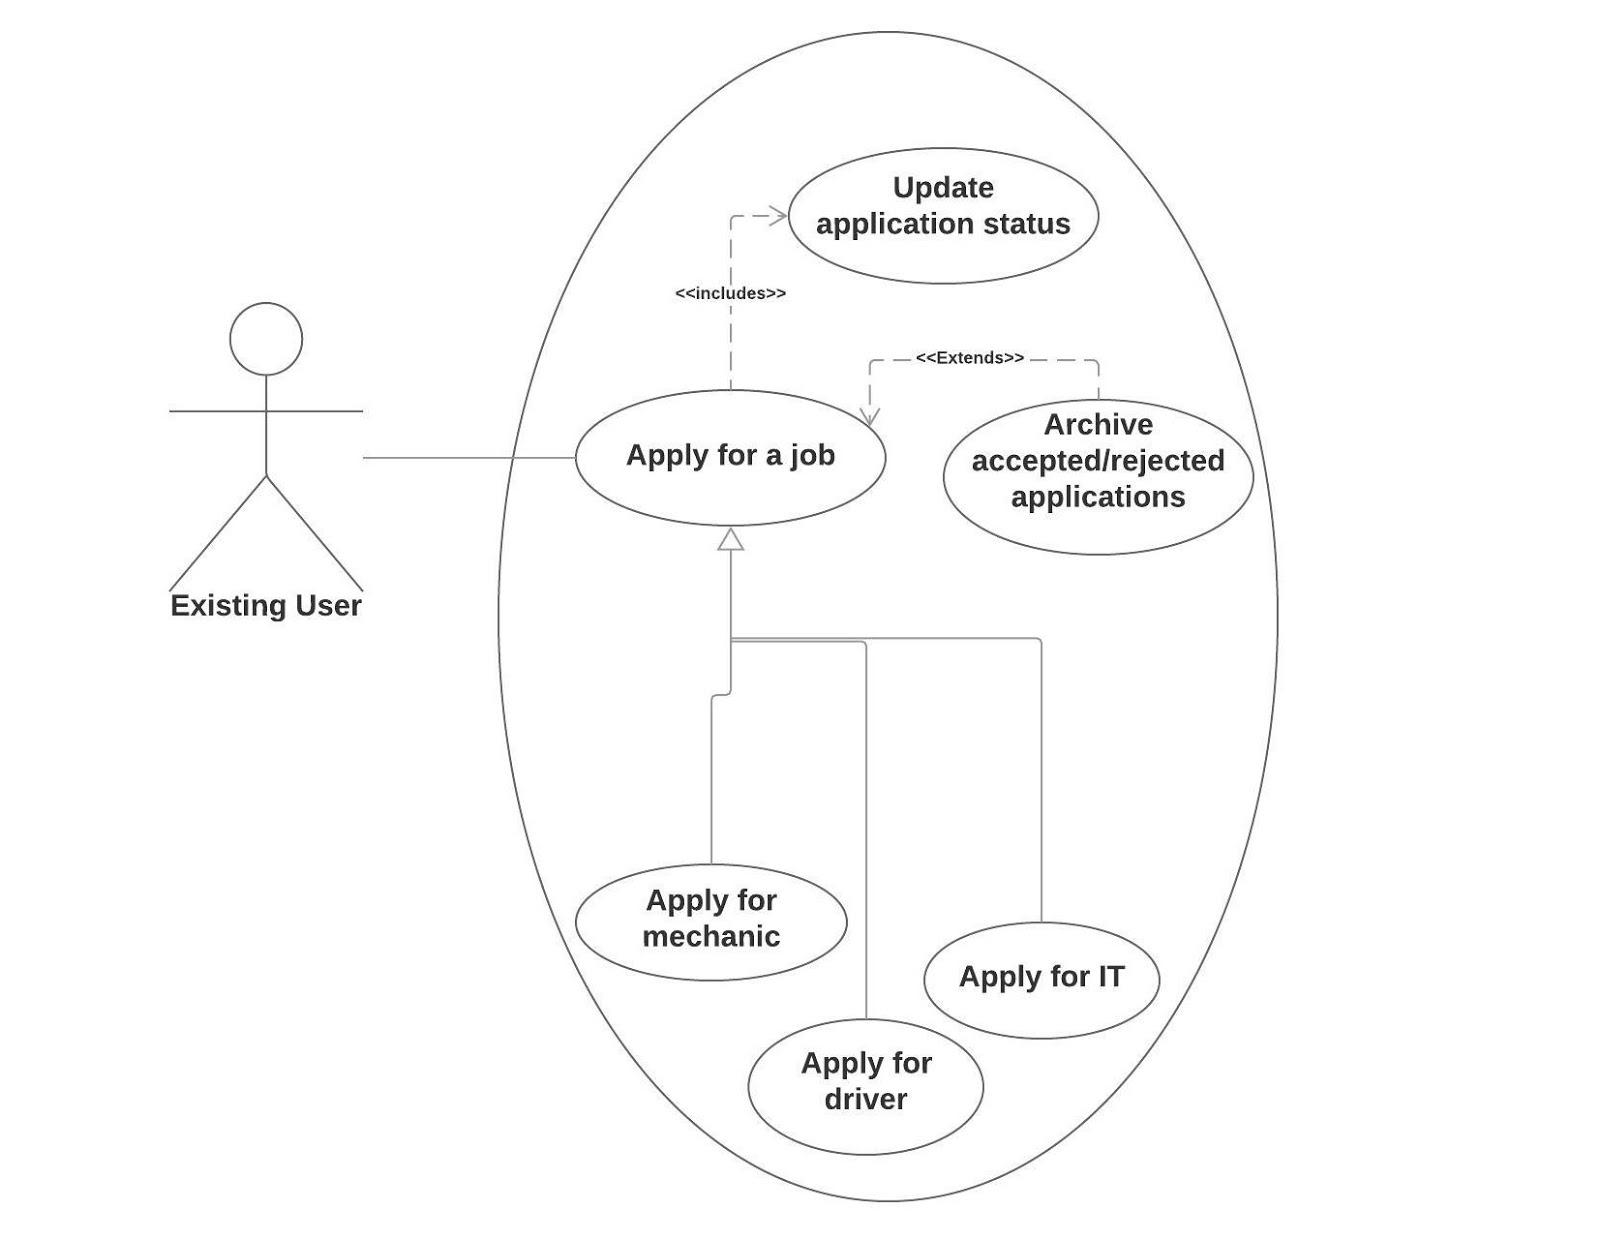 Update
application status
<<includes>>
<<Extends>>
Apply for a job
Archive
accepted/rejected
applications
Existing User
Apply for
mechanic
Apply for IT
Apply for
driver